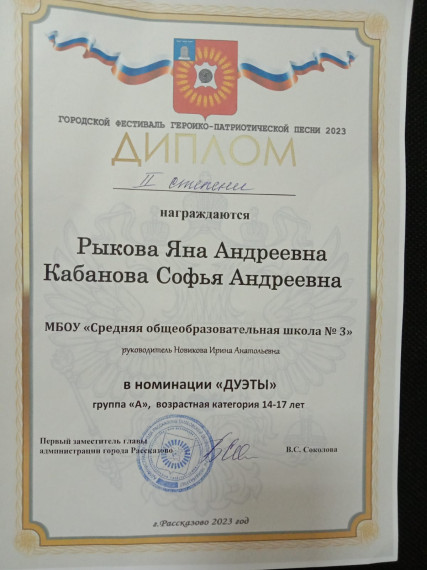 ГОРОДСКОЙ ФЕСТИВАЛЬ ГЕРОИКО-ПАТРИОТИЧЕСКОЙ ПЕСНИ 2023
ДИПЛОМ
II степени
награждаются
Рыкова Яна Андреевна
Кабанова Софья Андреевна
МБОУ «Средняя общеобразовательная школа № 3»
руководитель Новикова Ирина Анатольевна
в номинации «ДУЭТЫ»
группа «А», возрастная категория 14-17 лет
Первый заместитель главы
администрации города Рассказово
В.С. Соколова
г.Рассказово 2023 год